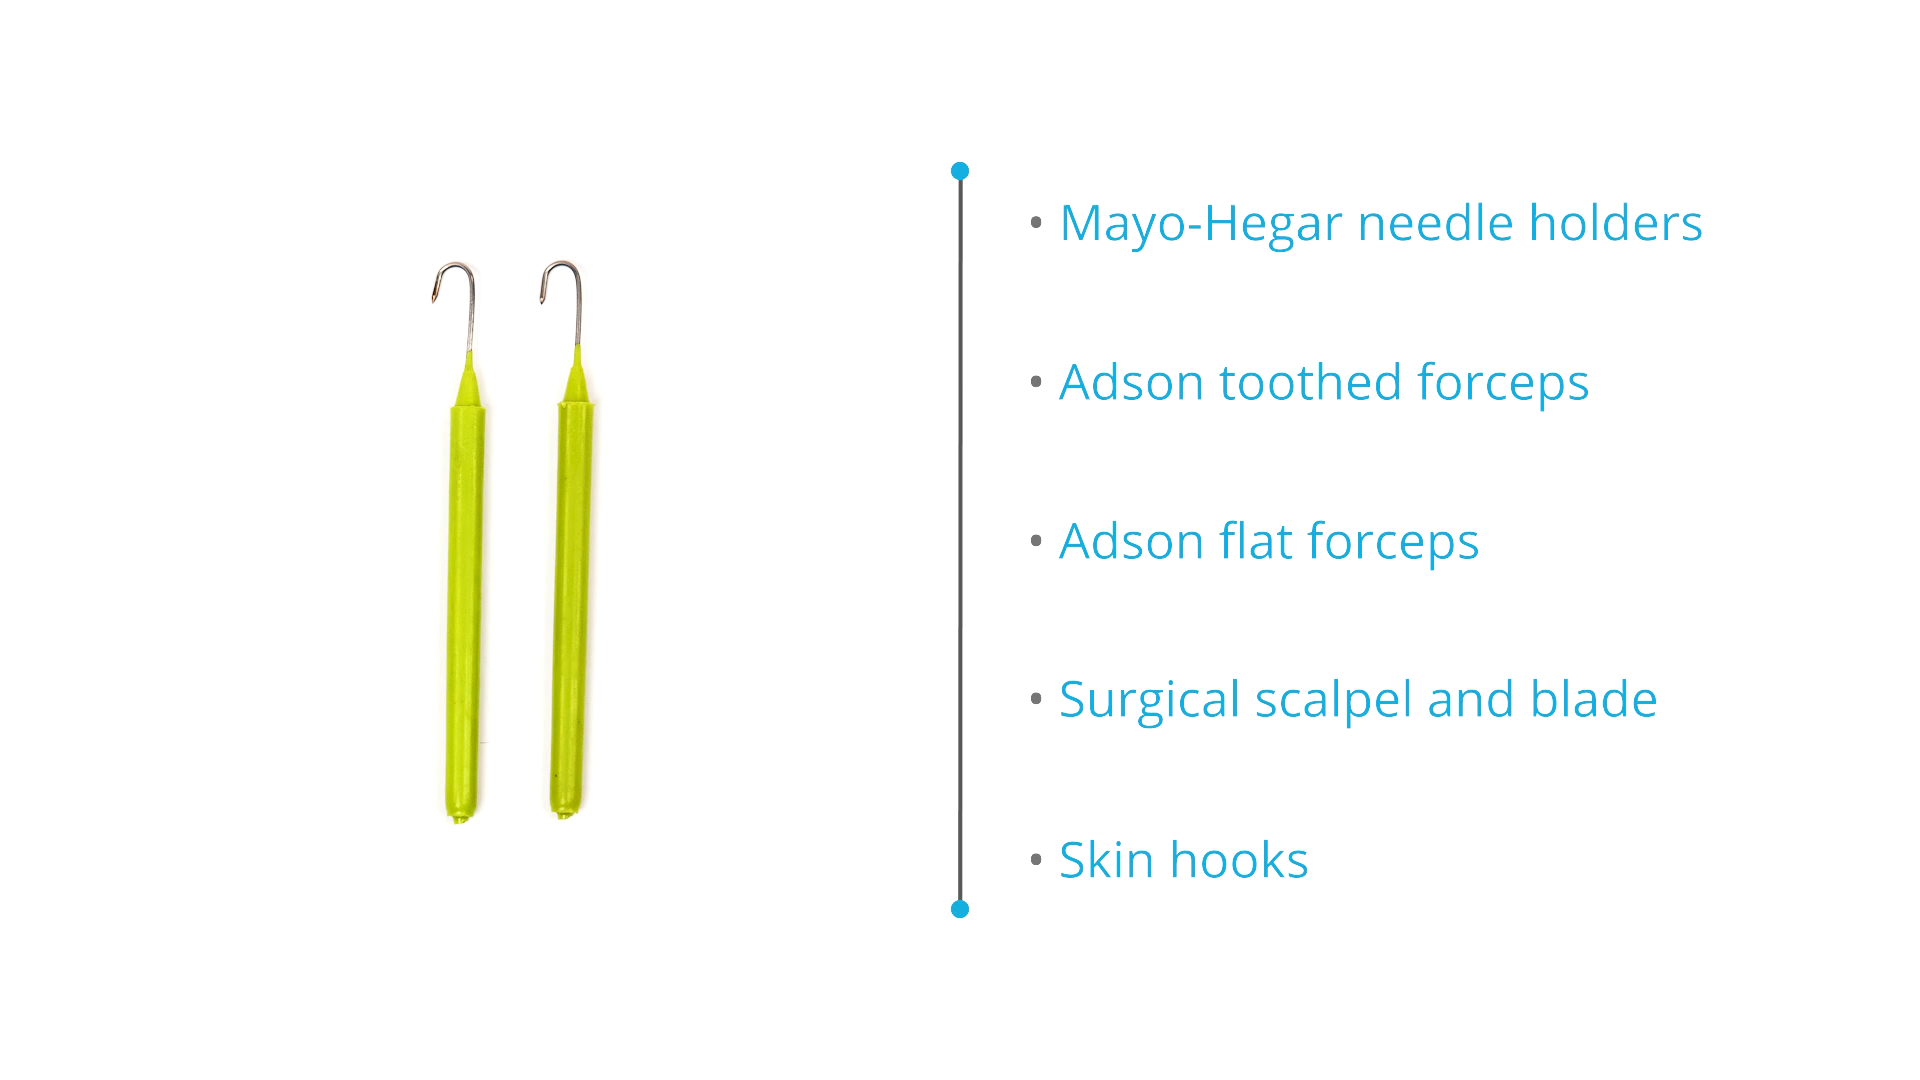 • Mayo-Hegar needle holders
• Adson toothed forceps
• Adson flat forceps
• Surgical scalpel and blade
• Skin hooks